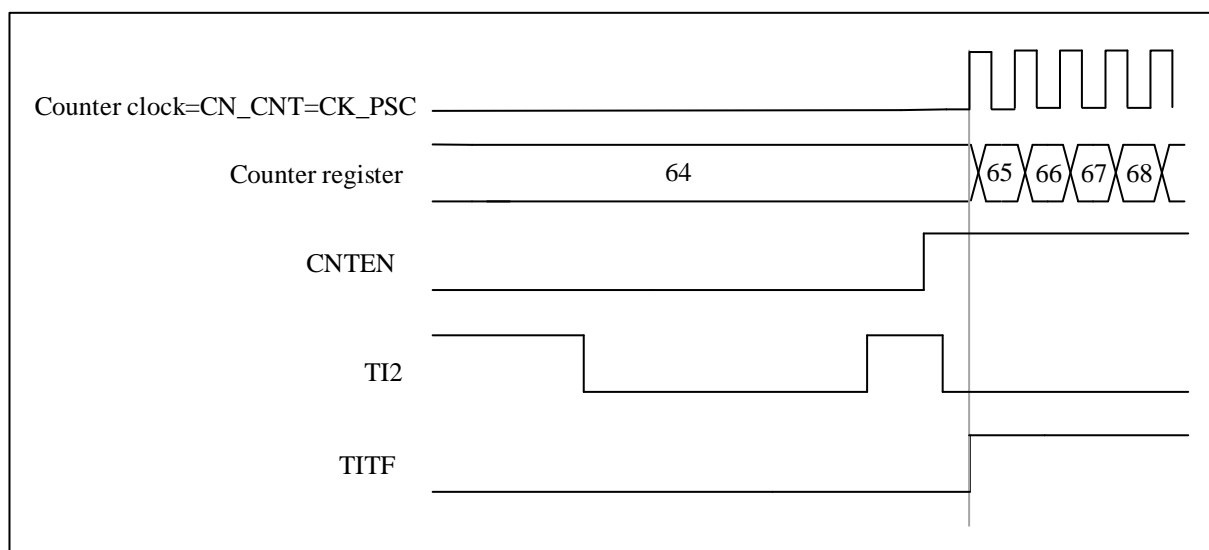 Counter clock=CN_CNT=CK_PSC
Counter register 64 65 66 67 68
CNTEN
TI2
TITF